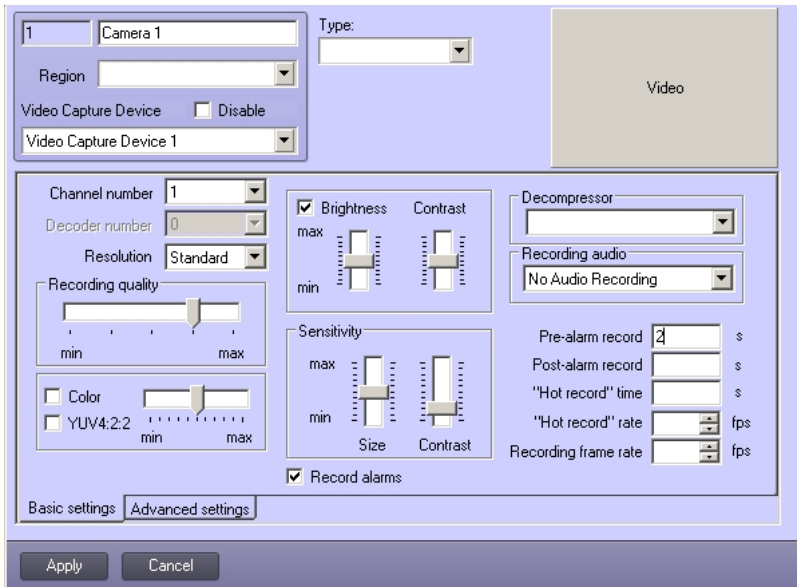 1 Camera 1 Type:
Region
Video
Video Capture Device Disable
Video Capture Device 1
Channel number 1
Decoder number 0
Resolution Standard
Recording quality
min max
Color
YUV4:2:2
min max
Brightness Contrast
max
min
Sensitivity
max
min
Size Contrast
Record alarms
Decompressor
Recording audio
No Audio Recording
Pre-alarm record 2 s
Post-alarm record s
"Hot record" time s
"Hot record" rate fps
Recording frame rate fps
Basic settings Advanced settings
Apply Cancel